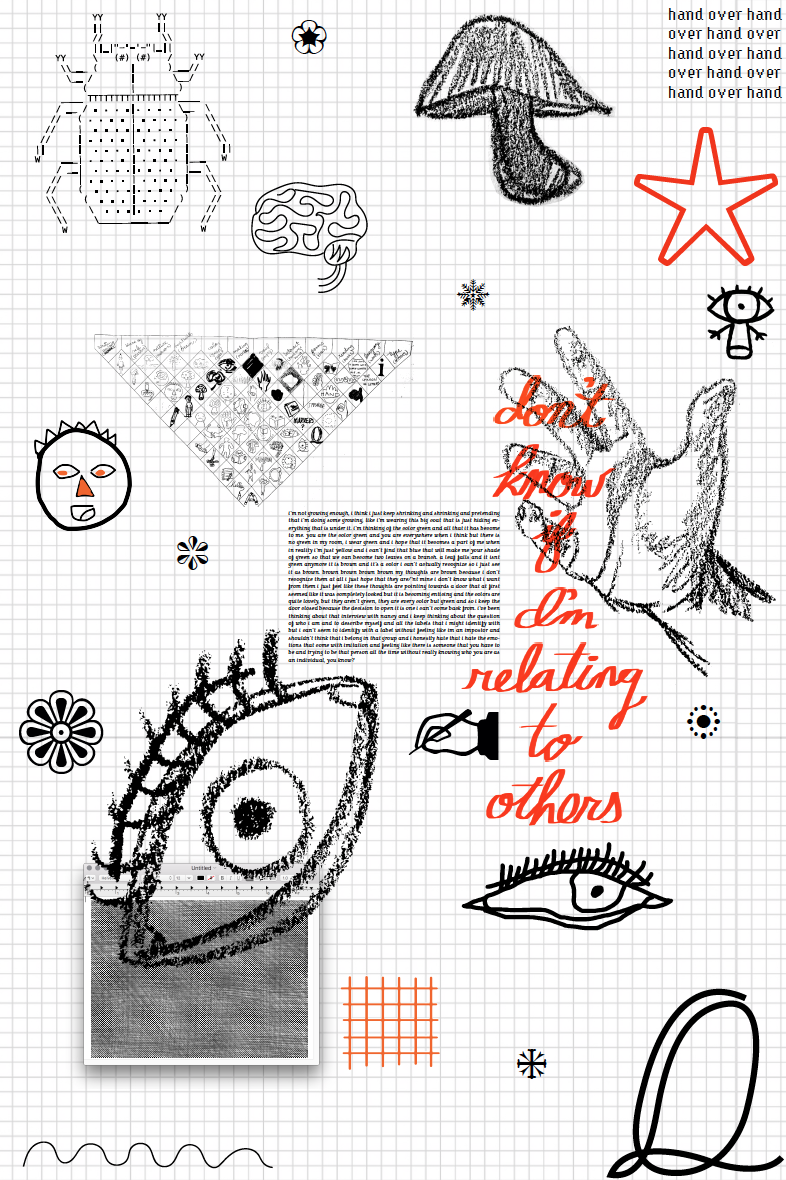 hand over hand
over hand over
hand over hand
over hand over
hand over hand
don't
know
if
I'm
relating
to
others
i'm not growing enough, i think i just keep shrinking and shrinking and pretending
that i'm doing some growing. like i'm wearing this big coat that is just hiding ev-
erything that is under it. i'm thinking of the color green and all that it has become
to me. you are the color green and you are everywhere when i think but there is
no green in my room, i wear green and i hope that it becomes a part of me when
in reality i'm just yellow and i can't find that blue that will make me your shade
of green so that we can become two leaves on a branch. a leaf falls and it isnt
green anymore it is brown and it's a color i can't actually recognize so i just see
it as brown. brown brown brown brown my thoughts are brown because i don't
recognize them at all i just hope that they are/'nt mine i don't know what i want
from them i just feel like these thoughts are pointing towards a door that at first
seemed like it was completely locked but it is becoming enticing and the colors are
quite lovely, but they aren't green, they are every color but green and so i keep the
door closed because the decision to open it is one i can't come back from. i've been
thinking about that interview with nancy and i keep thinking about the question
of who i am and to describe myself and all the labels that i might identify with
but i can't seem to identify with a label without feeling like im an imposter and
shouldn't think that i belong in that group and i honestly hate that i hate the emo-
tions that come with imitation and feeling like there is someone that you have to
be and trying to be that person all the time without really knowing who you are as
an individual, you know?
Untitled